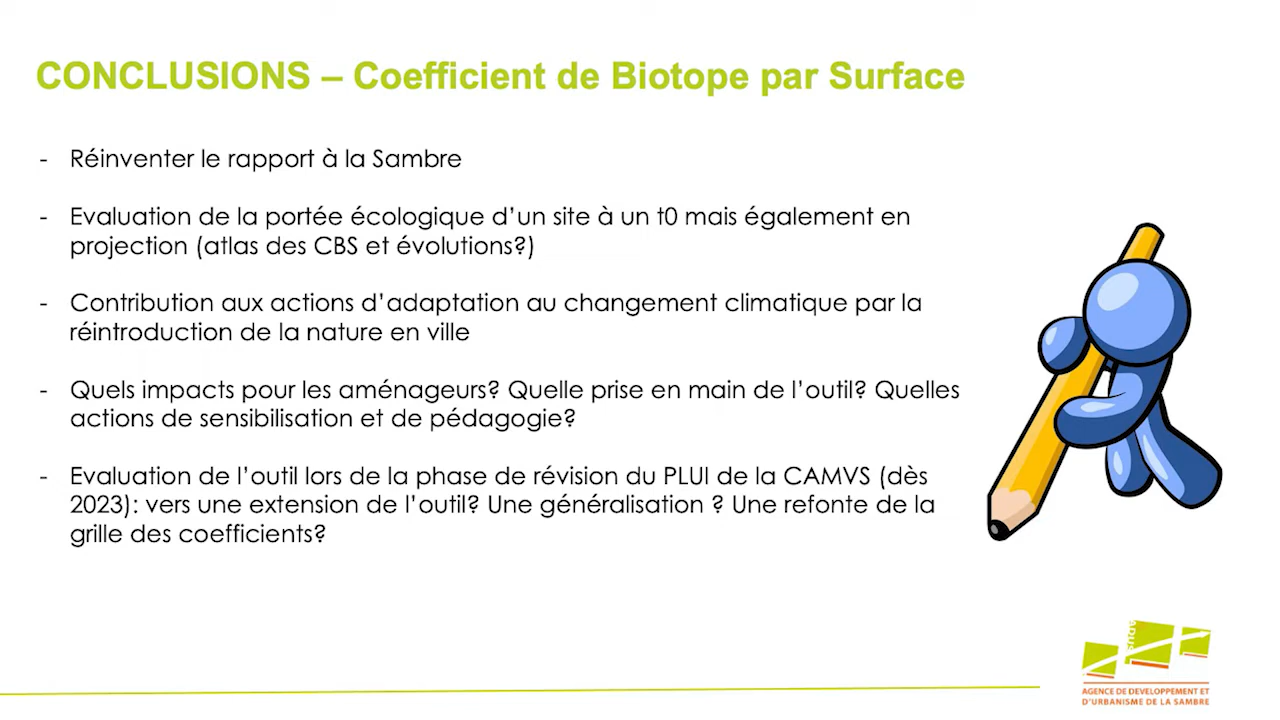 CONCLUSIONS – Coefficient de Biotope par Surface
- Réinventer le rapport à la Sambre
- Evaluation de la portée écologique d’un site à un t0 mais également en
projection (atlas des CBS et évolutions?)
- Contribution aux actions d’adaptation au changement climatique par la
réintroduction de la nature en ville
- Quels impacts pour les aménageurs? Quelle prise en main de l’outil? Quelles
actions de sensibilisation et de pédagogie?
- Evaluation de l’outil lors de la phase de révision du PLUI de la CAMVS (dès
2023): vers une extension de l’outil? Une généralisation ? Une refonte de la
grille des coefficients?
AGENCE DE DEVELOPPEMENT ET
D’URBANISME DE LA SAMBRE